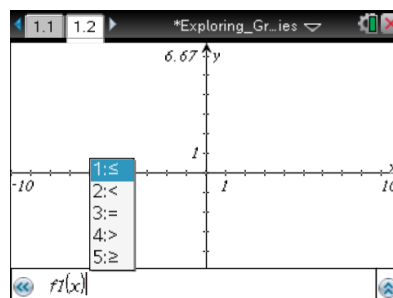 1.1 1.2 *Exploring_Gr...ies
6.67 y
1
-10 1 10 x
1:≤
2:<
3:=
4:>
5:≥
f1(x)